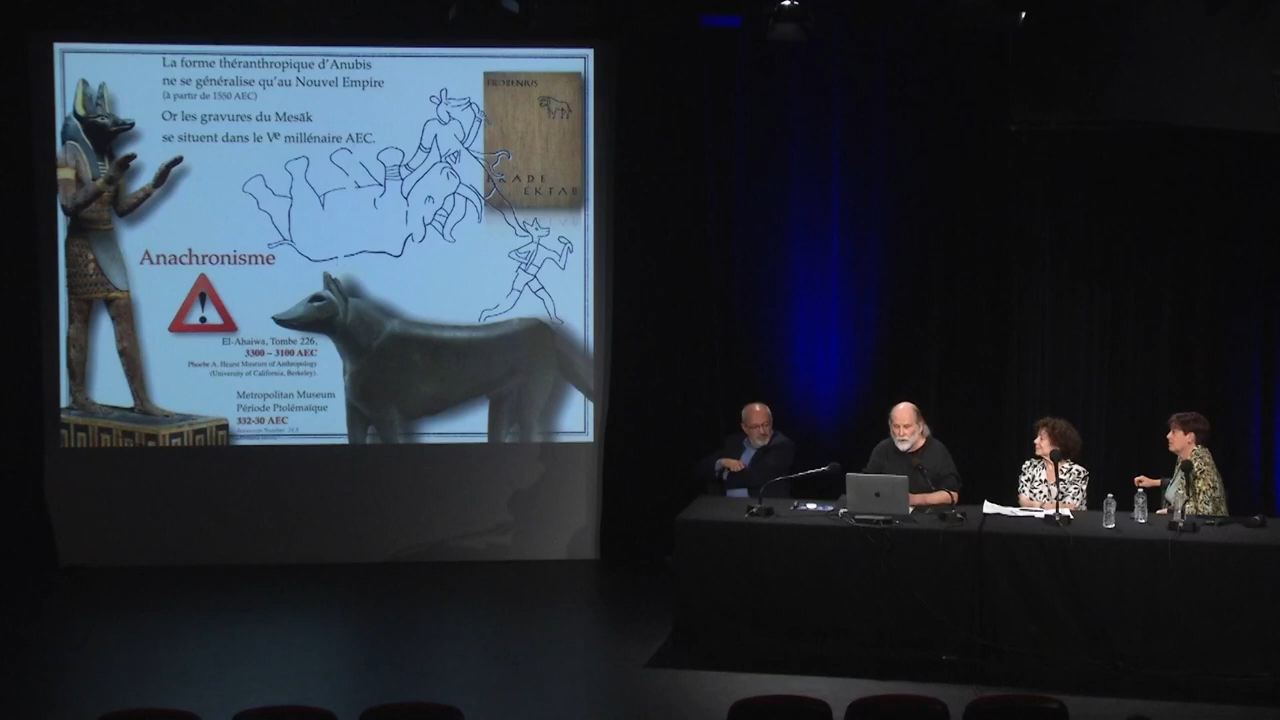 La forme théranthropique d'Anubis
ne se généralise qu'au Nouvel Empire
(à partir de 1550 AEC)
Or les gravures du Mesāk
se situent dans le Ve millénaire AEC.
FROBENIUS
EKTAB
Anachronisme
El-Ahaiwa, Tombe 226,
3300 – 3100 AEC
Phoebe A. Hearst Museum of Anthropology
(University of California, Berkeley).
Metropolitan Museum
Période Ptolémaïque
332-30 AEC